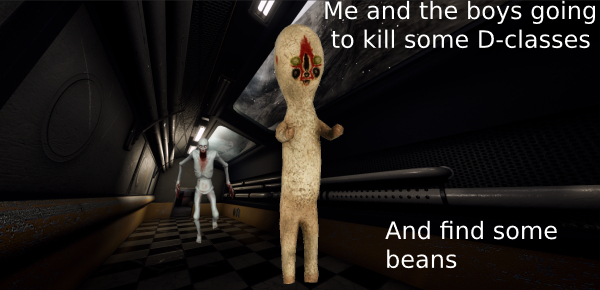 Me and the boys going
to kill some D-classes
And find some
beans